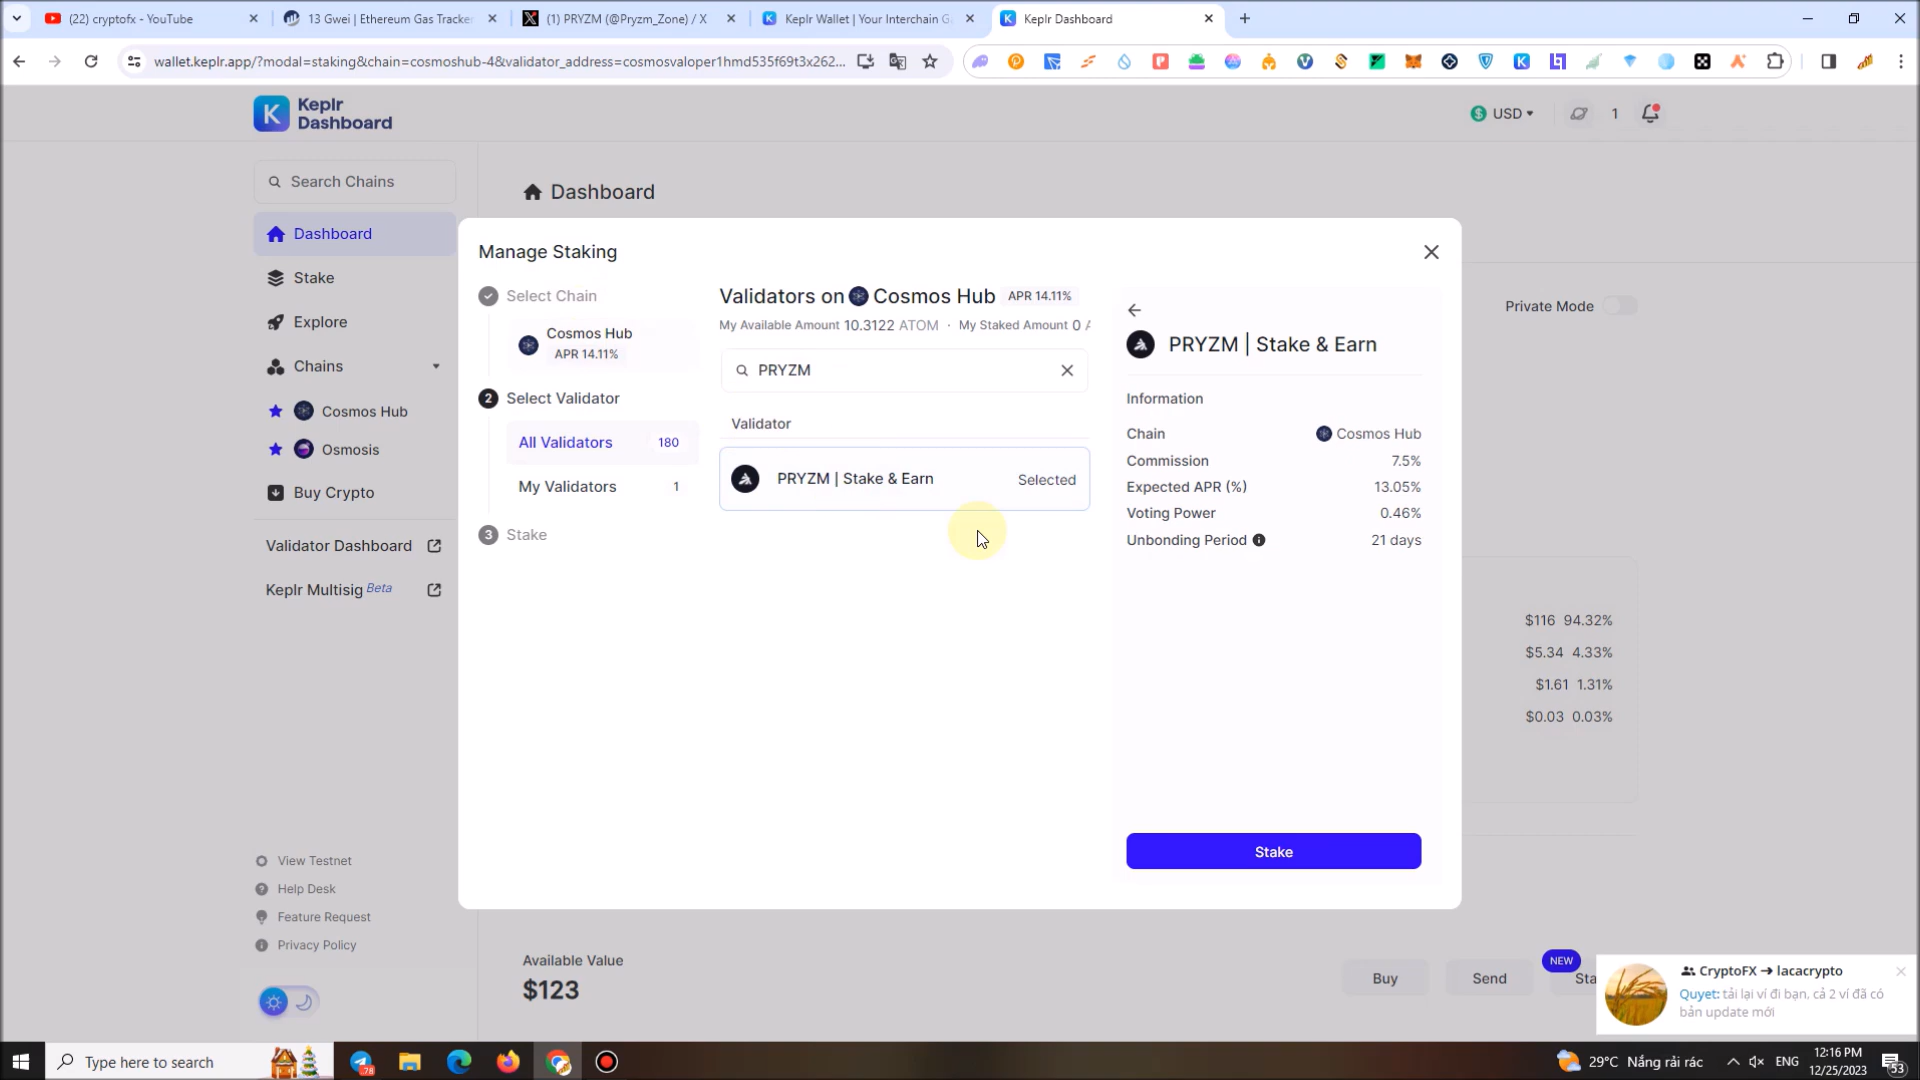 (22) cryptofx - YouTube
13 Gwei | Ethereum Gas Tracker
(1) PRYZM (@Pryzm_Zone) / X
Keplr Wallet | Your Interchain G
Keplr Dashboard
wallet.keplr.app/?modal=staking&chain=cosmoshub-4&validator_address=cosmosvaloper1hmd535f69t3x262...
Keplr
Dashboard
USD
1
Search Chains
Dashboard
Dashboard
Stake
Explore
Chains
Cosmos Hub
Osmosis
Buy Crypto
Validator Dashboard
Keplr Multisig Beta
View Testnet
Help Desk
Feature Request
Privacy Policy
Private Mode
Manage Staking
Select Chain
Cosmos Hub
APR 14.11%
2 Select Validator
All Validators 180
My Validators 1
3 Stake
Validators on Cosmos Hub APR 14.11%
My Available Amount 10.3122 ATOM · My Staked Amount 0
PRYZM
Validator
PRYZM | Stake & Earn Selected
PRYZM | Stake & Earn
Information
Chain Cosmos Hub
Commission 7.5%
Expected APR (%) 13.05%
Voting Power 0.46%
Unbonding Period 21 days
Stake
$116 94.32%
$5.34 4.33%
$1.61 1.31%
$0.03 0.03%
Available Value
$123
Buy
Send
NEW
Sta
CryptoFX ➔ lacacrypto
Quyet: tải lại ví đi bạn, cả 2 ví đã có
bản update mới
Type here to search
78
29°C Nắng rải rác
ENG
12:16 PM
12/25/2023
53